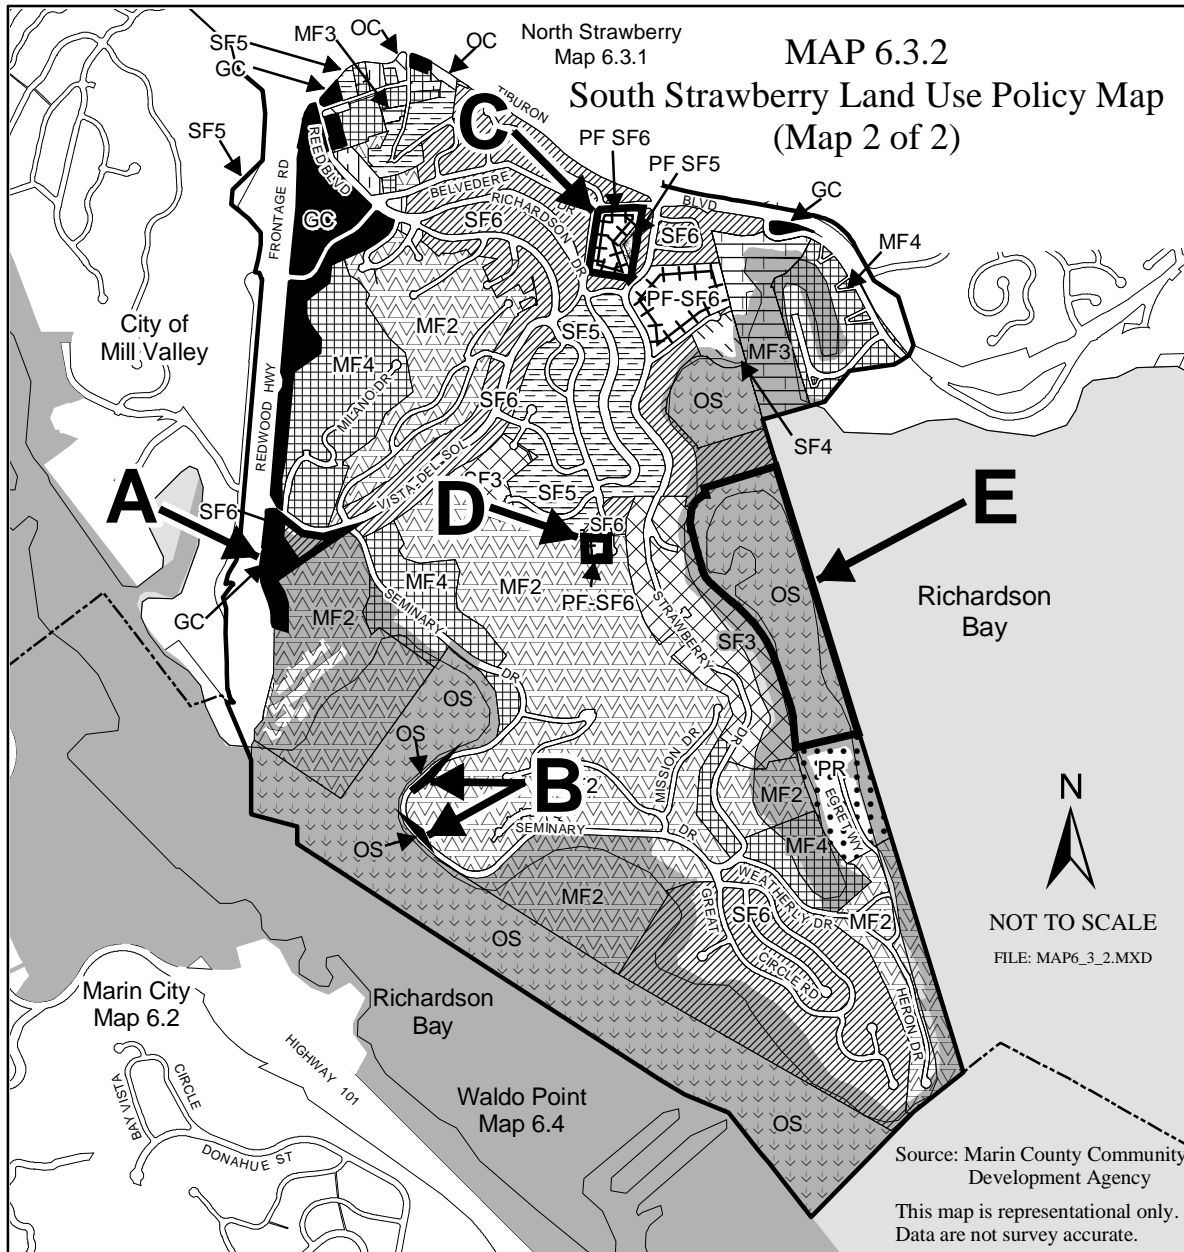 MAP 6.3.2
South Strawberry Land Use Policy Map
(Map 2 of 2)
North Strawberry
Map 6.3.1
SF5
MF3
OC
OC
GC
SF5
C
TIBURON
BLVD
PF SF6
PF SF5
GC
MF4
REED BLVD
BELVEDERE
DR
RICHARDSON
DR
FRONTAGE RD
GC
SF6
SF6
PF-SF6
City of
Mill Valley
MF2
SF5
MF3
MF4
MILANO DR
SF6
OS
SF4
REDWOOD HWY
VISTA-DEL SOL
SF3
A
SF6
D
SF5
SF6
E
OS
MF4
MF2
PF-SF6
GC
MF2
SEMINARY
DR
STRAWBERRY
DR
SF3
Richardson
Bay
OS
OS
B
2
MISSION DR
PR
EGRET WY
MF2
N
OS
SEMINARY
DR
MF4
MF2
GREAT
CIRCLE RD
WEATHERLY DR
SF6
MF2
NOT TO SCALE
FILE: MAP6_3_2.MXD
OS
HERON DR
Marin City
Map 6.2
Richardson
Bay
HIGHWAY 101
BAY VISTA
CIRCLE
DONAHUE ST
Waldo Point
Map 6.4
OS
Source: Marin County Community
Development Agency
This map is representational only.
Data are not survey accurate.